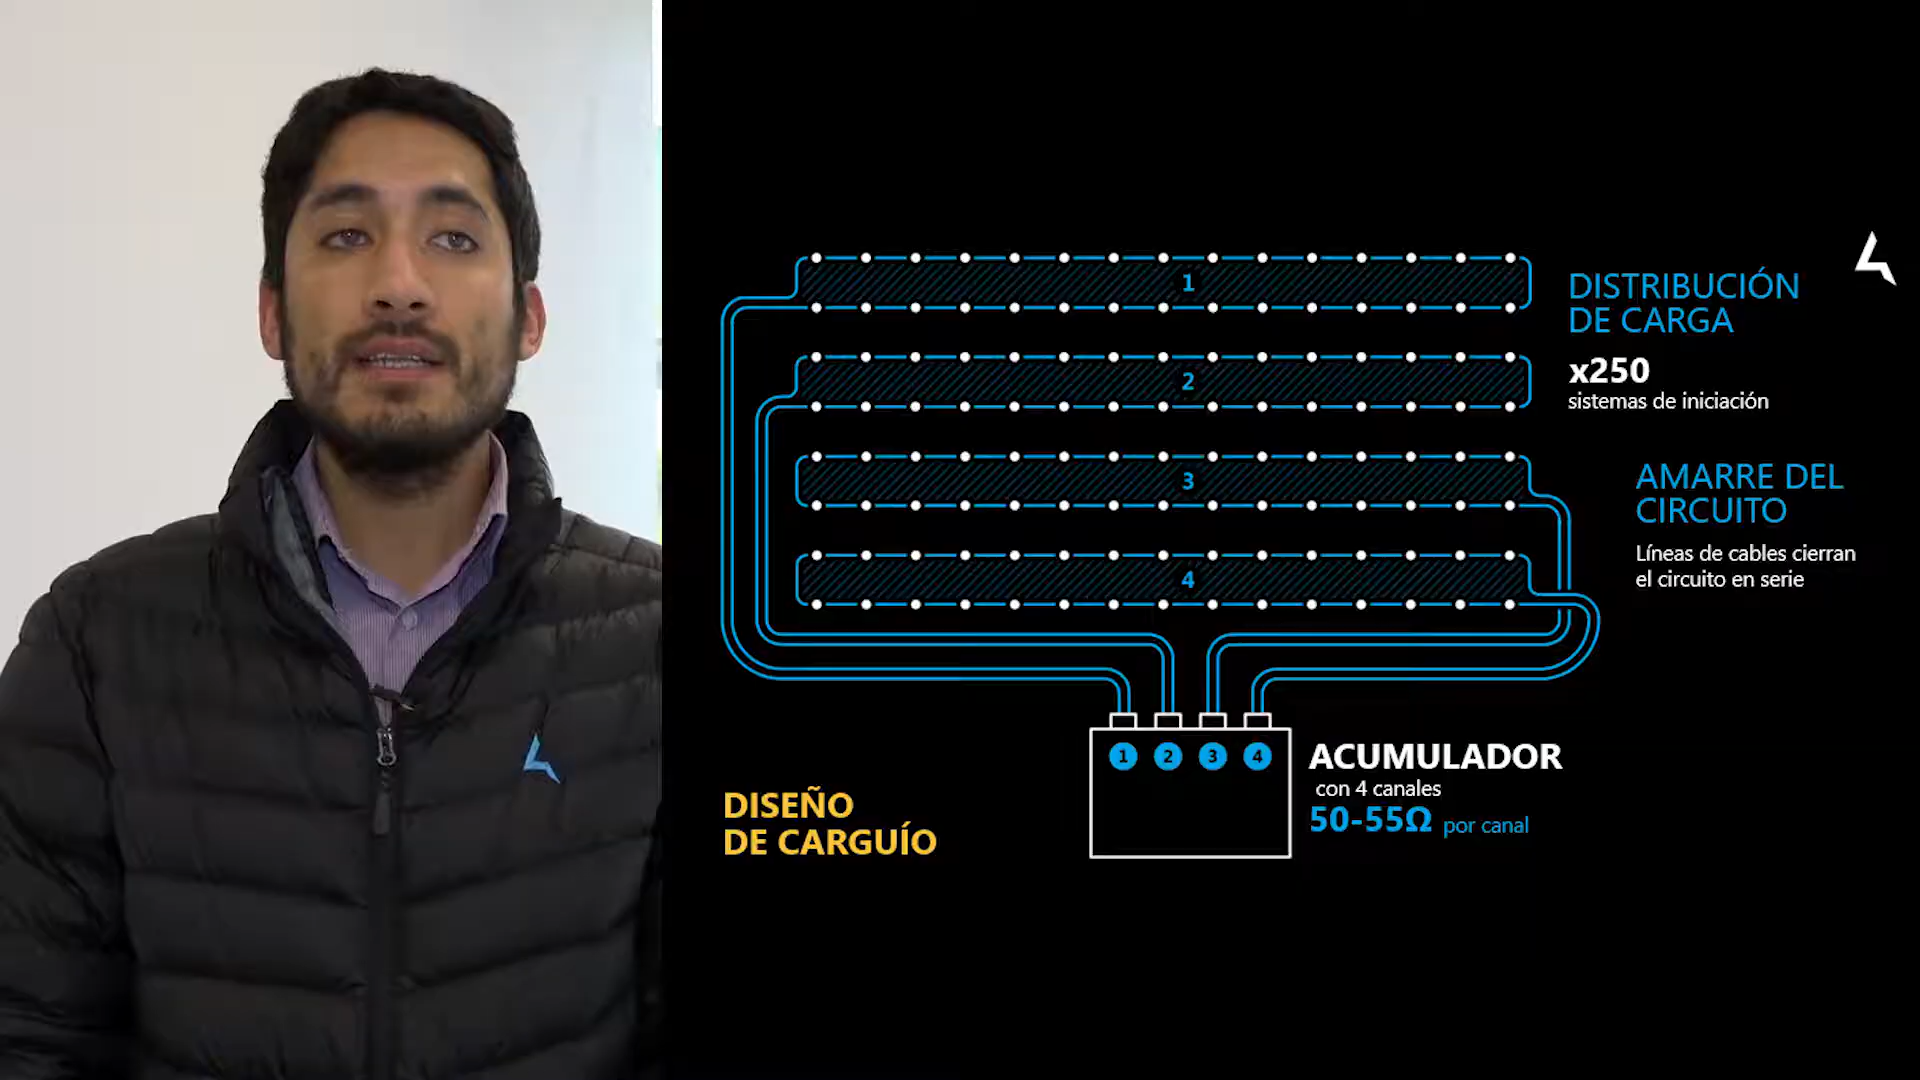 1
2
3
4
DISTRIBUCIÓN
DE CARGA
x250
sistemas de iniciación
AMARRE DEL
CIRCUITO
Líneas de cables cierran
el circuito en serie
1 2 3 4
ACUMULADOR
con 4 canales
50-55Ω por canal
DISEÑO
DE CARGUÍO